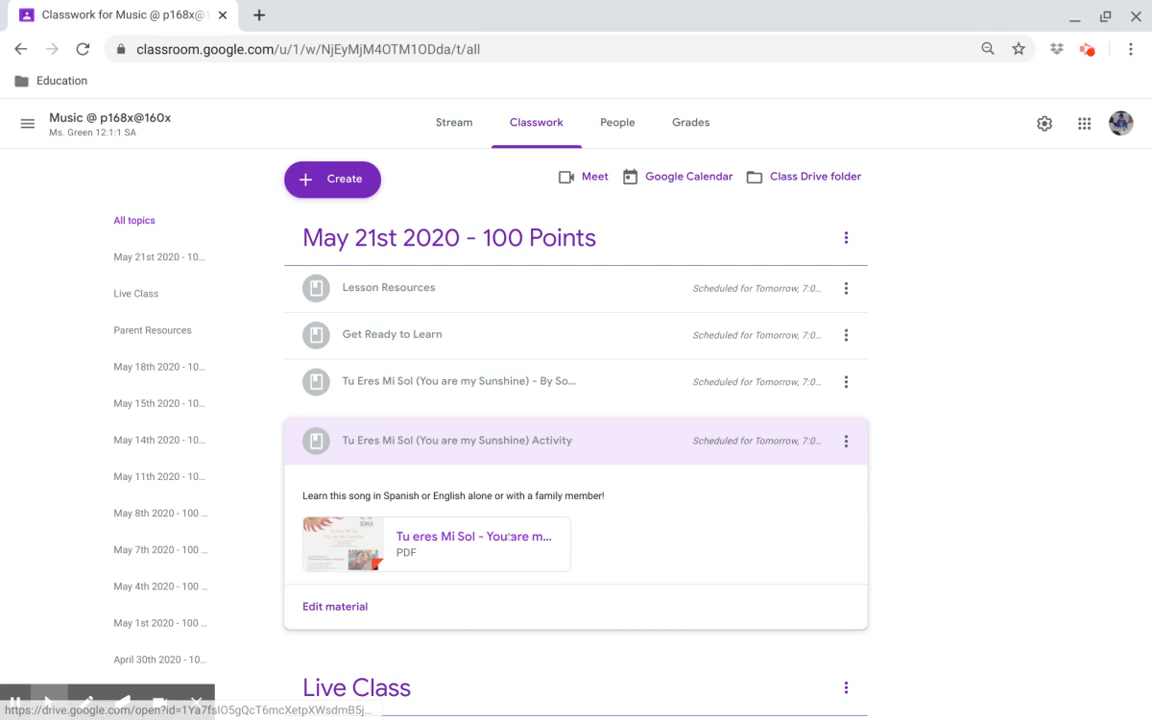 Classwork for Music @ p168x@1
classroom.google.com/u/1/w/NjEyMjM4OTM1ODda/t/all
Education
Music @ p168x@160x
Ms. Green 12:1:1 SA
Stream
Classwork
People
Grades
Create
Meet
Google Calendar
Class Drive folder
All topics
May 21st 2020 - 10...
Live Class
Parent Resources
May 18th 2020 - 10...
May 15th 2020 - 10...
May 14th 2020 - 10...
May 11th 2020 - 10...
May 8th 2020 - 100 ...
May 7th 2020 - 100 ...
May 4th 2020 - 100 ...
May 1st 2020 - 100 ...
April 30th 2020 - 10...
May 21st 2020 - 100 Points
Lesson Resources
Scheduled for Tomorrow, 7:0...
Get Ready to Learn
Scheduled for Tomorrow, 7:0...
Tu Eres Mi Sol (You are my Sunshine) - By So...
Scheduled for Tomorrow, 7:0...
Tu Eres Mi Sol (You are my Sunshine) Activity
Scheduled for Tomorrow, 7:0...
Learn this song in Spanish or English alone or with a family member!
Tu eres Mi Sol - You are m...
PDF
Edit material
Live Class